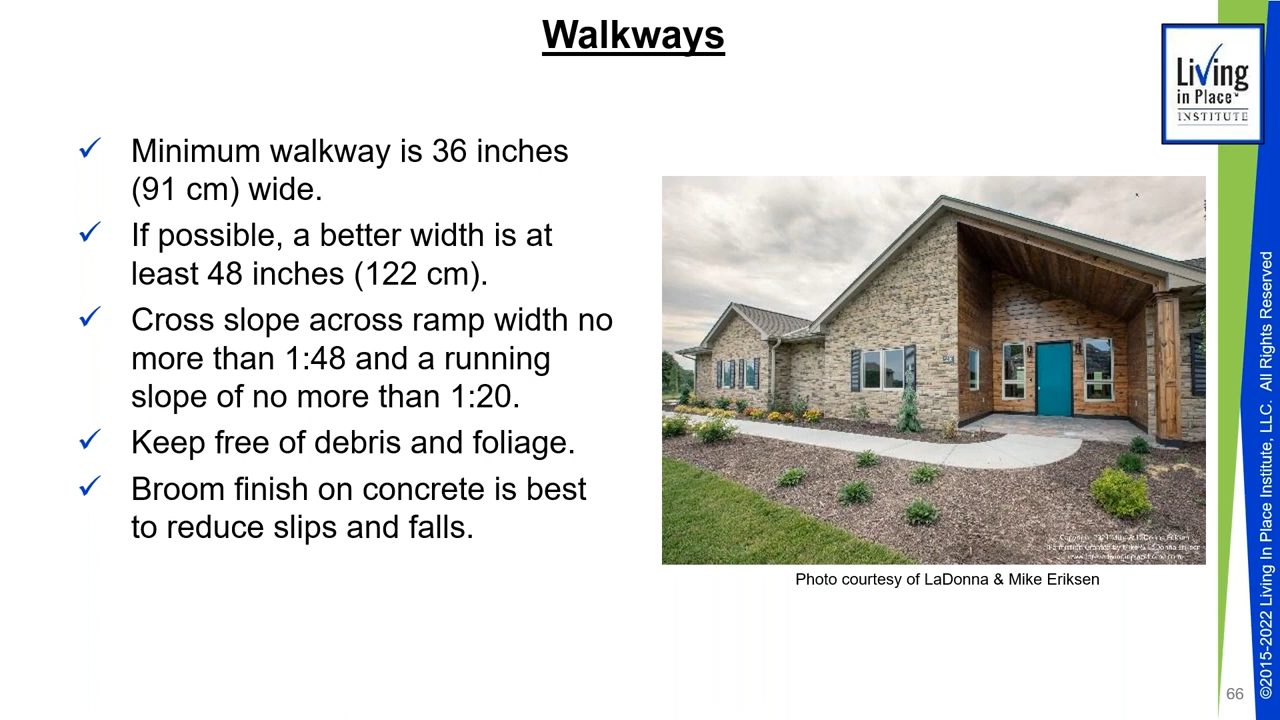 Walkways
Living
in Place
INSTITUTE
✓ Minimum walkway is 36 inches
(91 cm) wide.
✓ If possible, a better width is at
least 48 inches (122 cm).
✓ Cross slope across ramp width no
more than 1:48 and a running
slope of no more than 1:20.
✓ Keep free of debris and foliage.
✓ Broom finish on concrete is best
to reduce slips and falls.
Photo courtesy of LaDonna & Mike Eriksen
©2015-2022 Living In Place Institute, LLC. All Rights Reserved
66